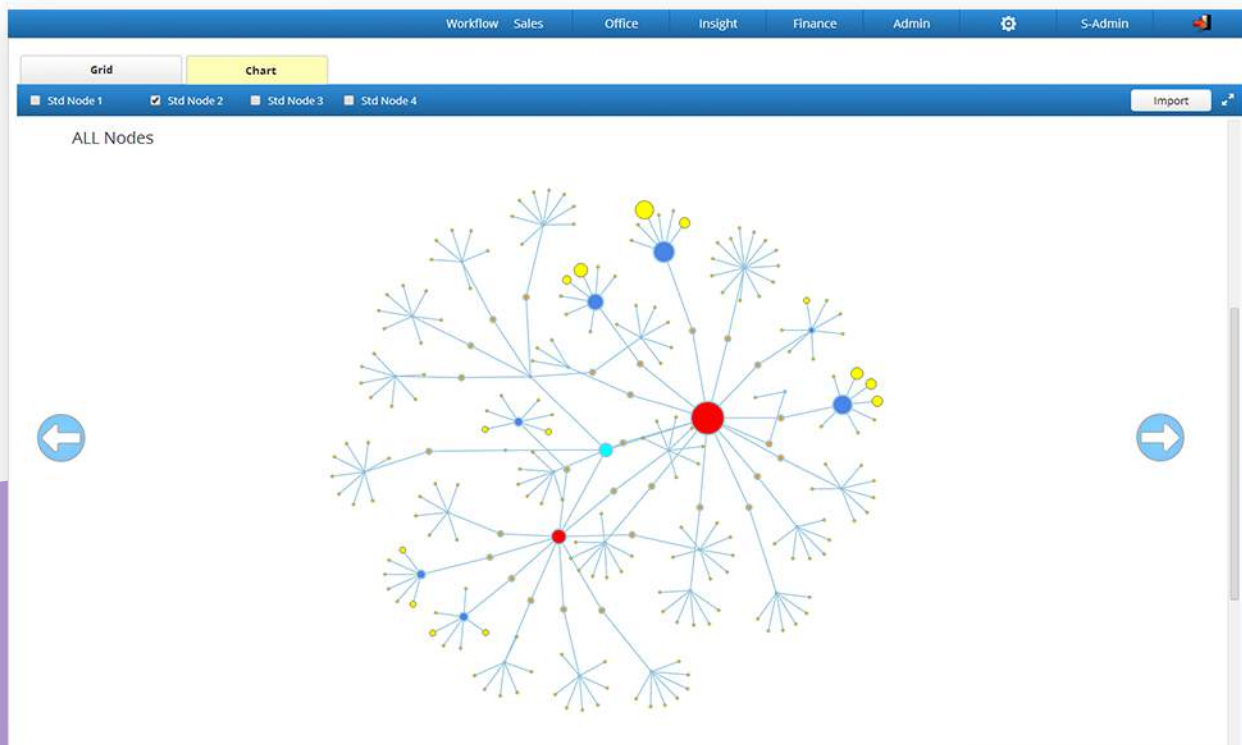 Workflow Sales Office Insight Finance Admin S-Admin
Grid Chart
Std Node 1 Std Node 2 Std Node 3 Std Node 4 Import
ALL Nodes